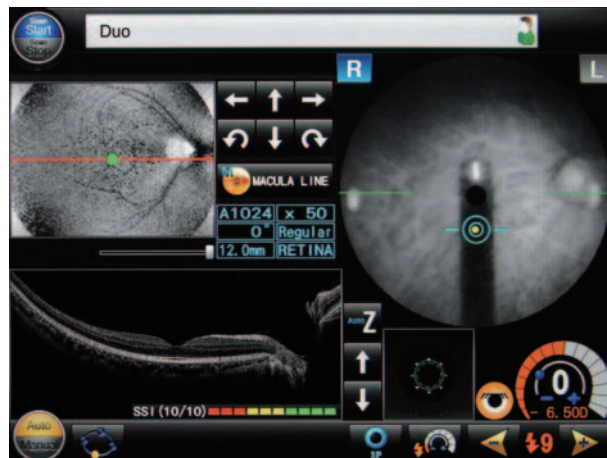 Scan
Start
Stop
Duo
R
L
M
MACULA LINE
A1024
x 50
0°
Regular
12.0mm
RETINA
Auto Z
0
- +
- 6.50D
SSI (10/10)
Auto
Manual
SP
9
- +